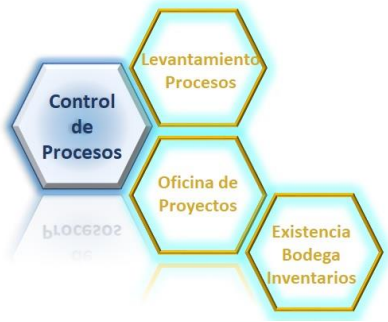 Levantamiento
Procesos
Control
de
Procesos
Oficina de
Proyectos
Existencia
Bodega
Inventarios